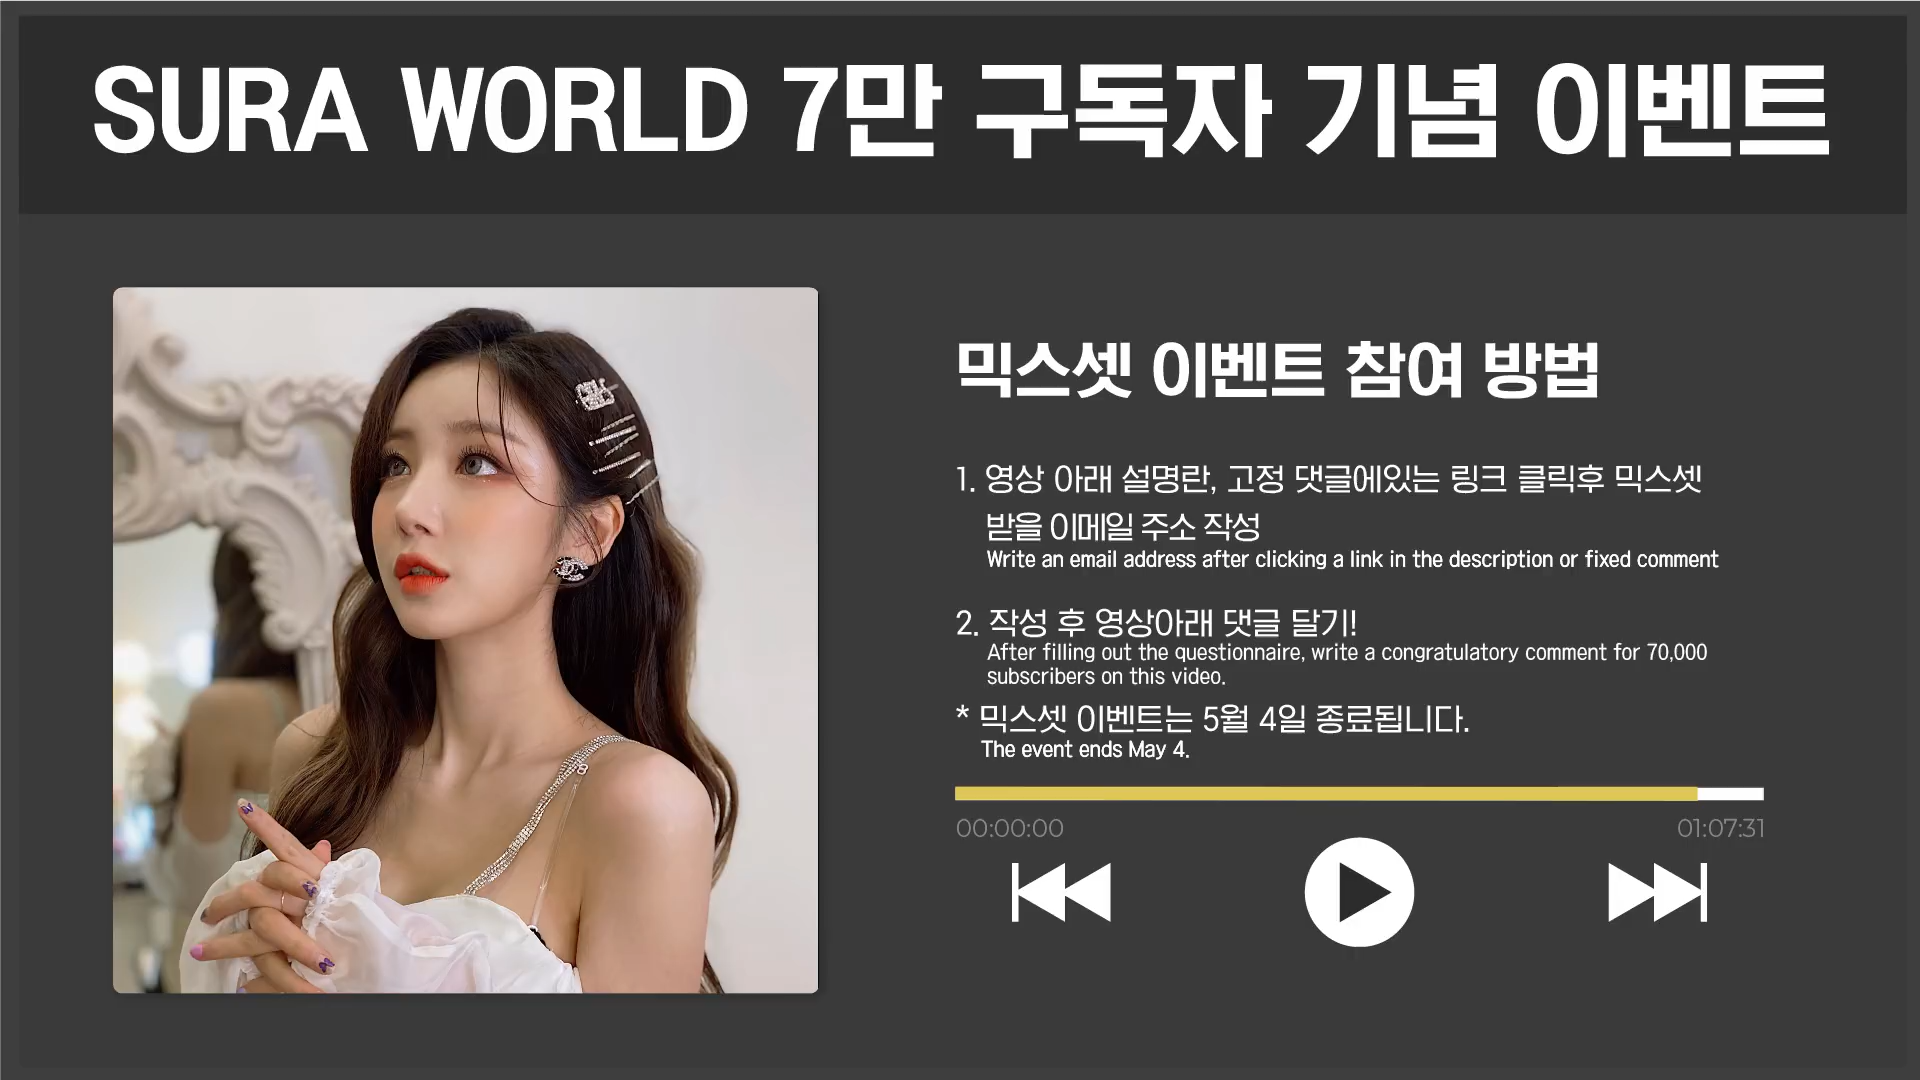 SURA WORLD 7만 구독자 기념 이벤트
믹스셋 이벤트 참여 방법
1. 영상 아래 설명란, 고정 댓글에있는 링크 클릭후 믹스셋
받을 이메일 주소 작성
Write an email address after clicking a link in the description or fixed comment
2. 작성 후 영상아래 댓글 달기!
After filling out the questionnaire, write a congratulatory comment for 70,000
subscribers on this video.
* 믹스셋 이벤트는 5월 4일 종료됩니다.
The event ends May 4.
00:00:00 01:07:31